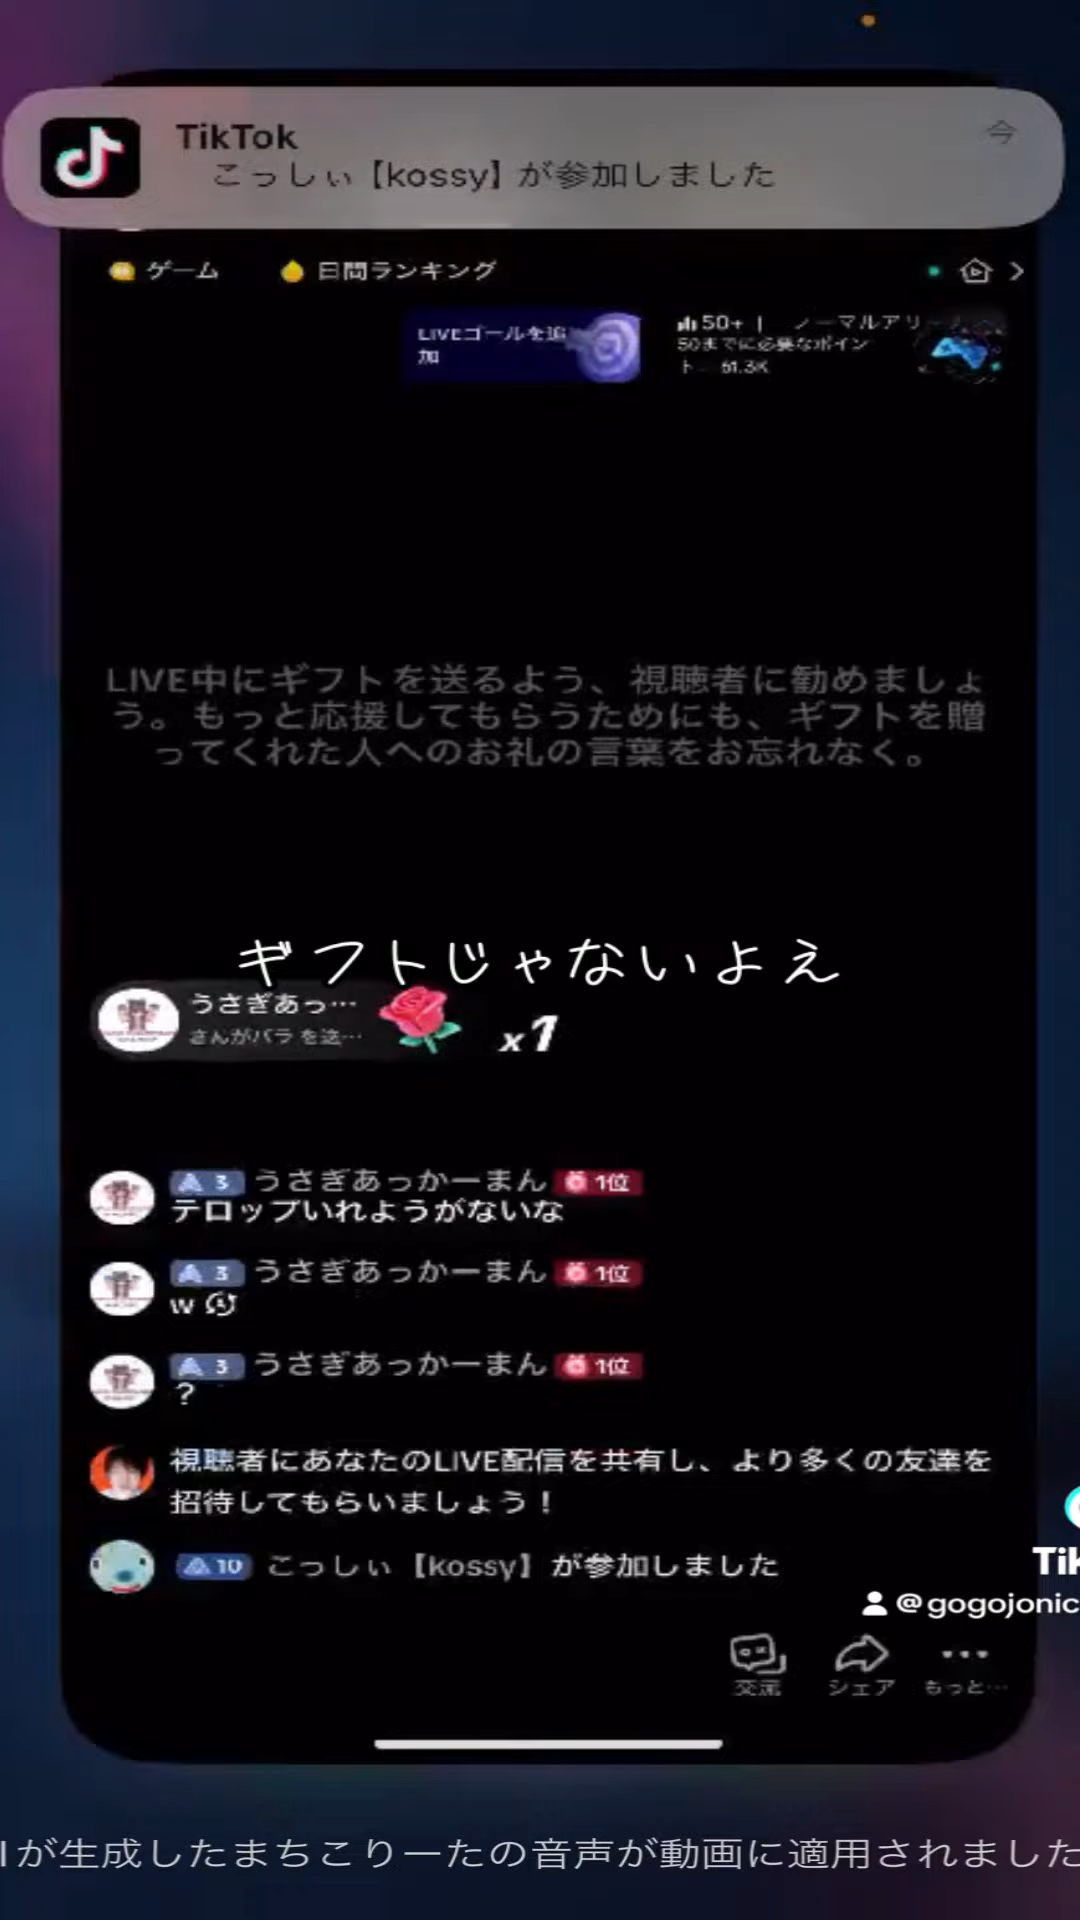 TikTok
今
こっしぃ【kossy】が参加しました
ゲーム
日間ランキング
LIVEゴールを追
加
50+ | ノーマルアリ
50までに必要なポイン
ト... 61.3K
LIVE中にギフトを送るよう、視聴者に勧めましょ
う。もっと応援してもらうためにも、ギフトを贈
ってくれた人へのお礼の言葉をお忘れなく。
ギフトじゃないよえ
うさぎあっ…
さんがバラ を送…
x1
3 うさぎあっかーまん 1位
テロップいれようがないな
3 うさぎあっかーまん 1位
w
3 うさぎあっかーまん 1位
?
視聴者にあなたのLIVE配信を共有し、より多くの友達を
招待してもらいましょう！
10 こっしぃ【kossy】が参加しました
Tik
@gogojonic
交流
シェア
もっと…
Iが生成したまちこりーたの音声が動画に適用されました